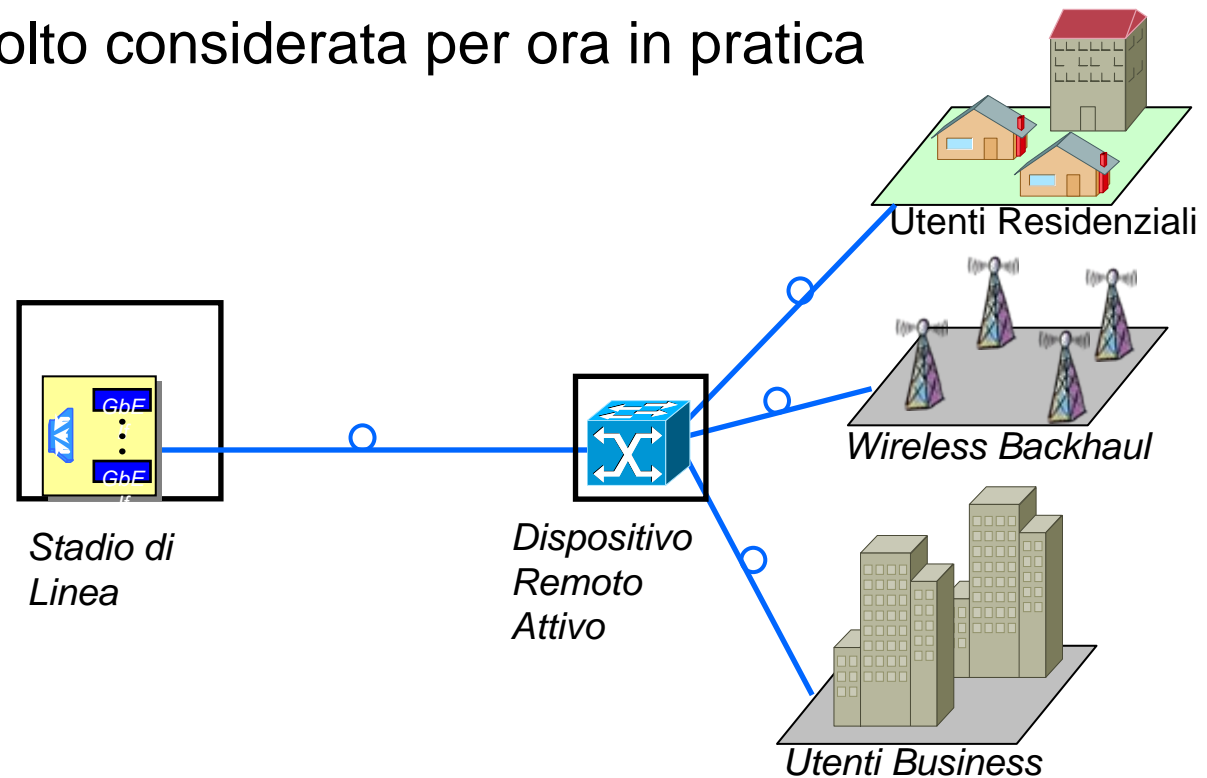 olto considerata per ora in pratica
Utenti Residenziali
Wireless Backhaul
GbE
GbE
If
Stadio di
Linea
Dispositivo
Remoto
Attivo
Utenti Business